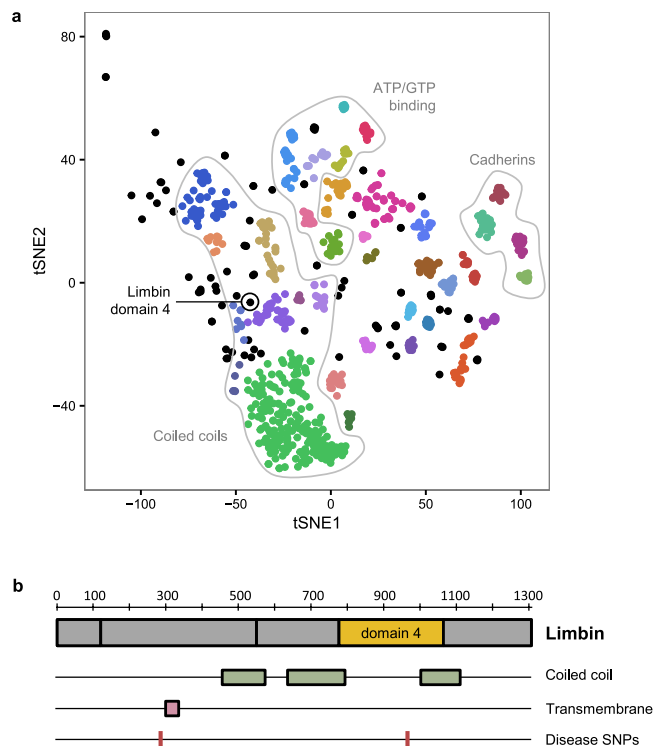 a
80
40
0
−40
tSNE2
ATP/GTP
binding
Cadherins
Limbin
domain 4
Coiled coils
−100 −50 0 50 100
tSNE1
b
0 100 300 500 700 900 1100 1300
domain 4
Limbin
Coiled coil
Transmembrane
Disease SNPs